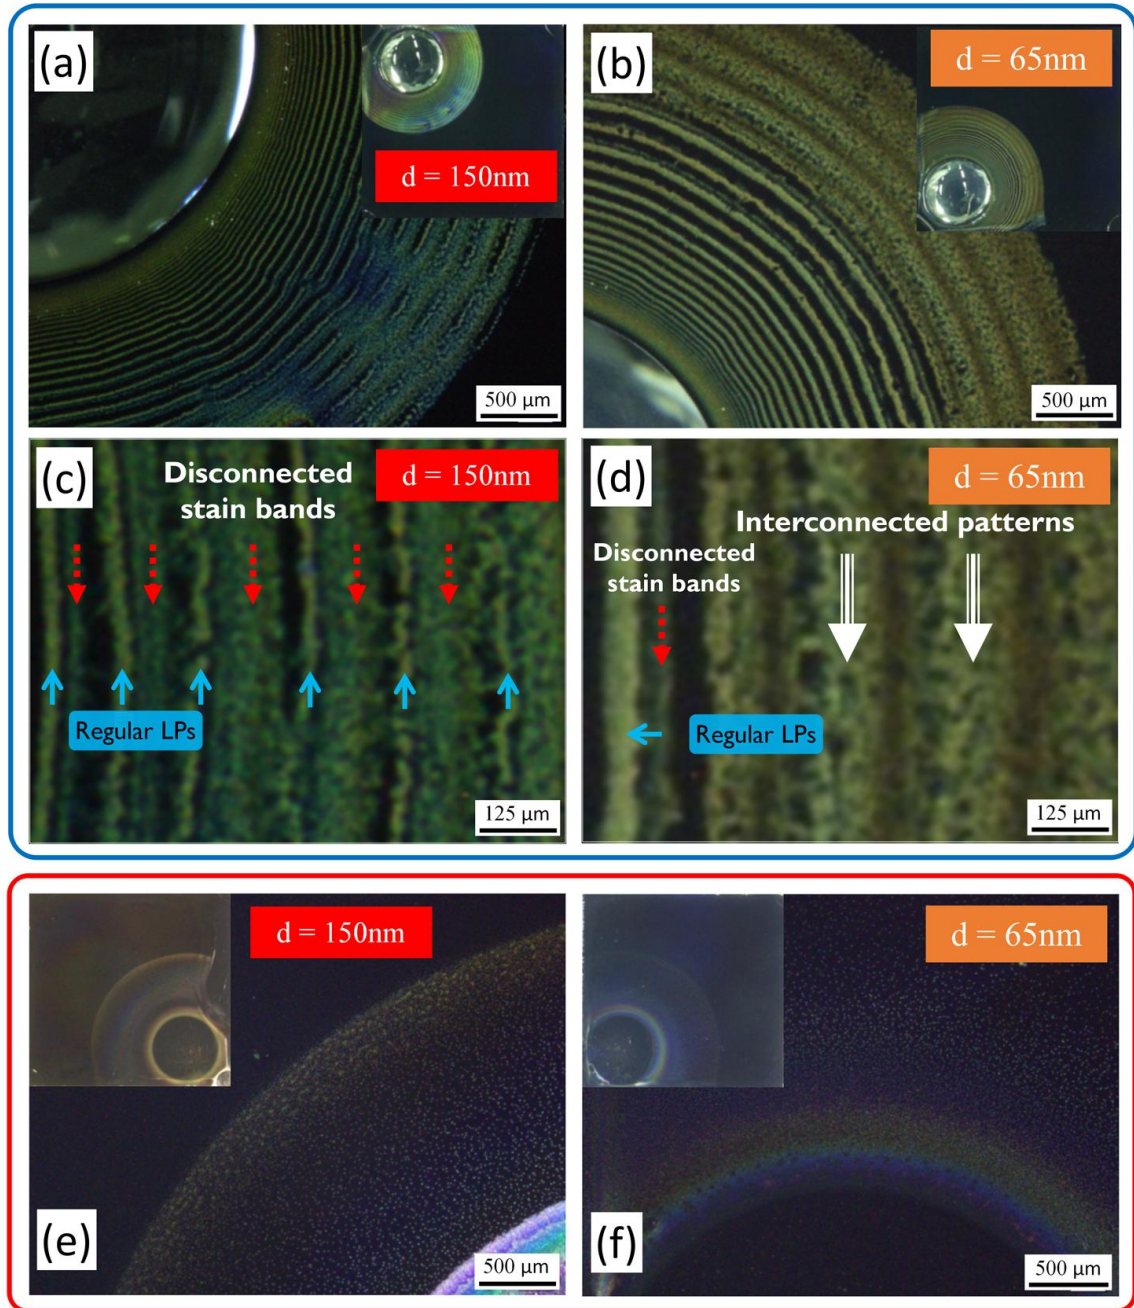 (a)
d = 150nm
500 µm
(b)
d = 65nm
500 µm
(c)
Disconnected
stain bands
d = 150nm
Regular LPs
125 µm
(d)
d = 65nm
Interconnected patterns
Disconnected
stain bands
Regular LPs
125 µm
d = 150nm
(e)
500 µm
d = 65nm
(f)
500 µm